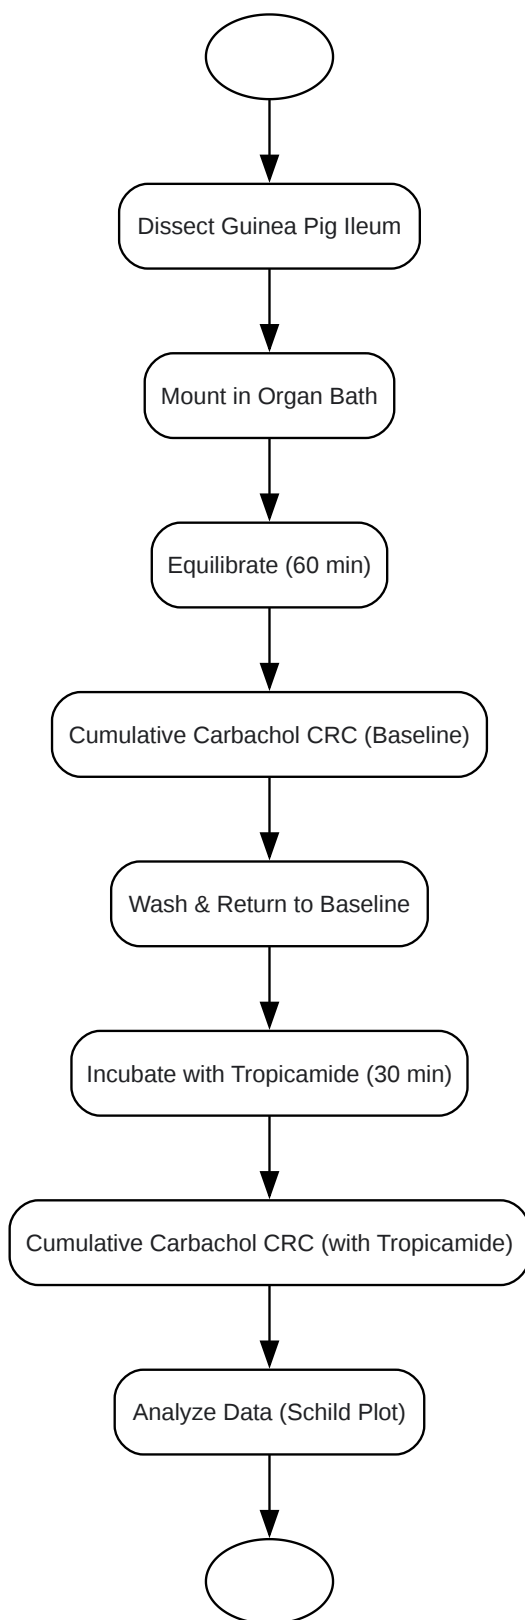 Dissect Guinea Pig Ileum
Mount in Organ Bath
Equilibrate (60 min)
Cumulative Carbachol CRC (Baseline)
Wash & Return to Baseline
Incubate with Tropicamide (30 min)
Cumulative Carbachol CRC (with Tropicamide)
Analyze Data (Schild Plot)